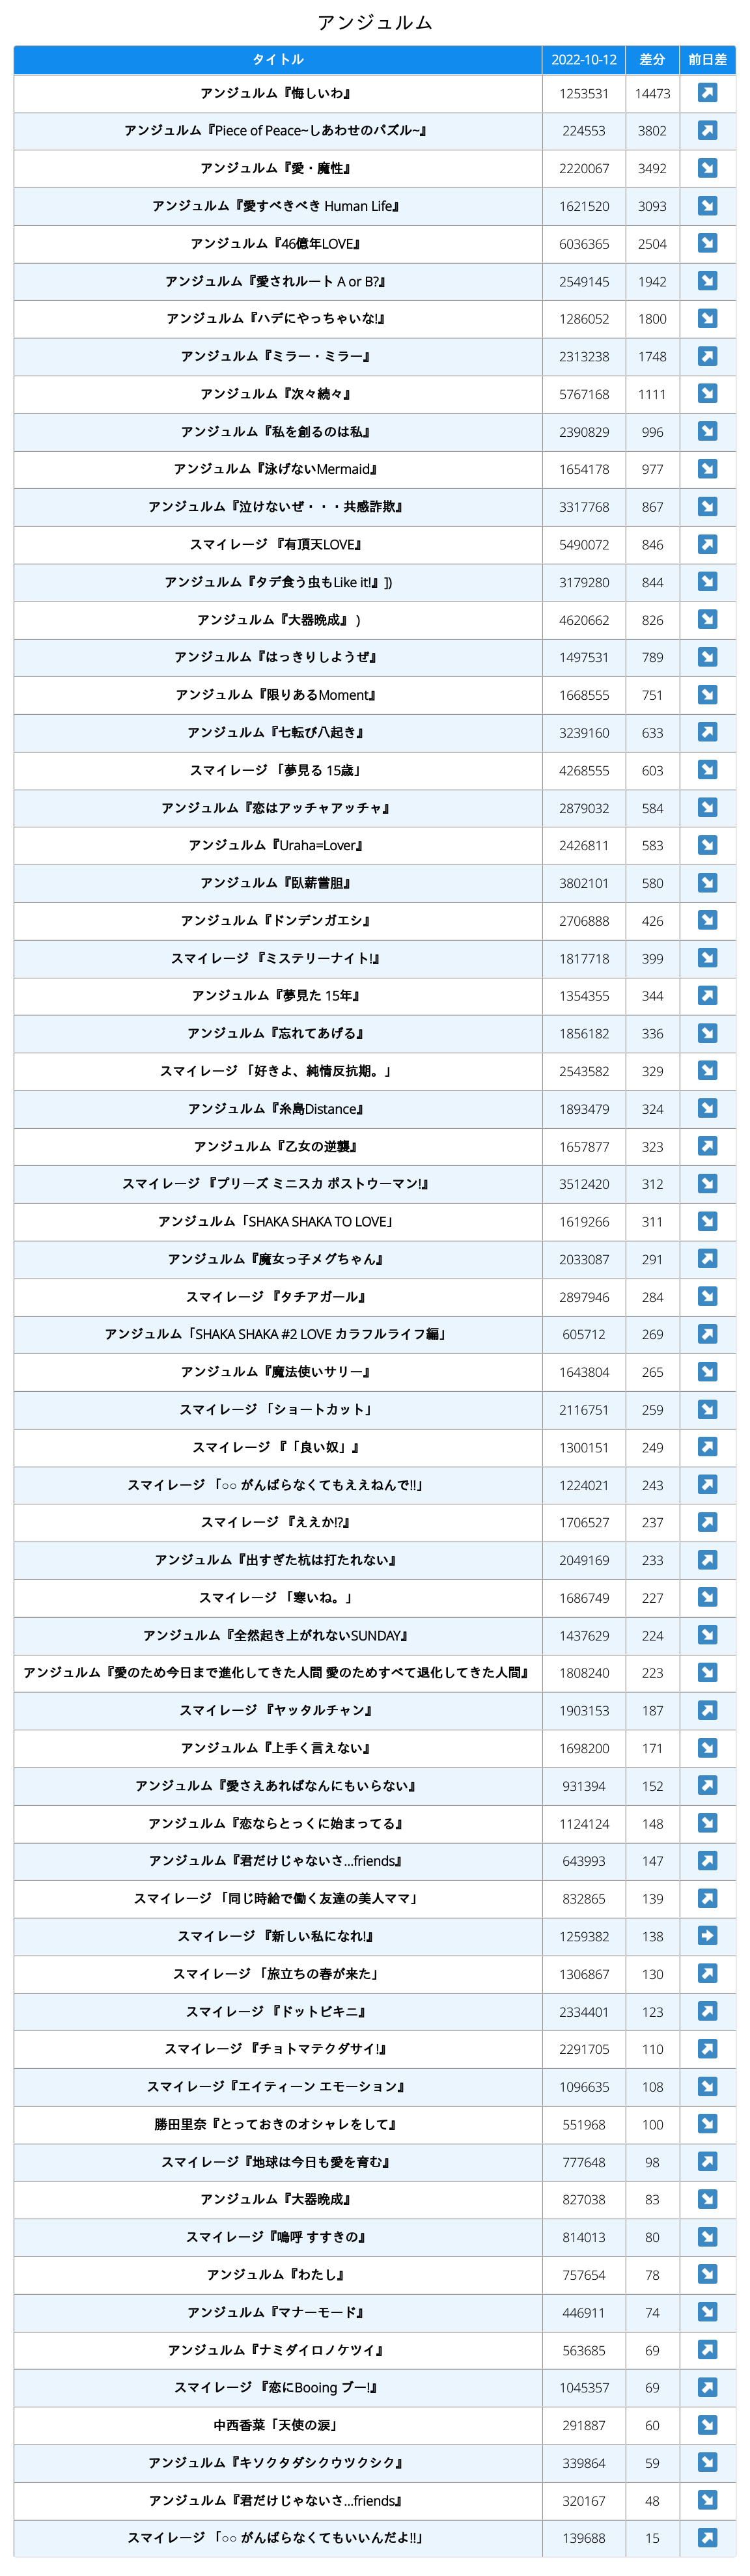 アンジュルム
タイトル 2022-10-12 差分 前日差
アンジュルム『悔しいわ』 1253531 14473
アンジュルム『Piece of Peace~しあわせのパズル~』 224553 3802
アンジュルム『愛・魔性』 2220067 3492
アンジュルム『愛すべきべき Human Life』 1621520 3093
アンジュルム『46億年LOVE』 6036365 2504
アンジュルム『愛されルート A or B?』 2549145 1942
アンジュルム『ハデにやっちゃいな!』 1286052 1800
アンジュルム『ミラー・ミラー』 2313238 1748
アンジュルム『次々続々』 5767168 1111
アンジュルム『私を創るのは私』 2390829 996
アンジュルム『泳げないMermaid』 1654178 977
アンジュルム『泣けないぜ・・・共感詐欺』 3317768 867
スマイレージ 『有頂天LOVE』 5490072 846
アンジュルム『タデ食う虫もLike it!』]) 3179280 844
アンジュルム『大器晩成』 ) 4620662 826
アンジュルム『はっきりしようぜ』 1497531 789
アンジュルム『限りあるMoment』 1668555 751
アンジュルム『七転び八起き』 3239160 633
スマイレージ 「夢見る 15歳」 4268555 603
アンジュルム『恋はアッチャアッチャ』 2879032 584
アンジュルム『Uraha=Lover』 2426811 583
アンジュルム『臥薪嘗胆』 3802101 580
アンジュルム『ドンデンガエシ』 2706888 426
スマイレージ 『ミステリーナイト!』 1817718 399
アンジュルム『夢見た 15年』 1354355 344
アンジュルム『忘れてあげる』 1856182 336
スマイレージ 「好きよ、純情反抗期。」 2543582 329
アンジュルム『糸島Distance』 1893479 324
アンジュルム『乙女の逆襲』 1657877 323
スマイレージ 『プリーズ ミニスカ ポストウーマン!』 3512420 312
アンジュルム「SHAKA SHAKA TO LOVE」 1619266 311
アンジュルム『魔女っ子メグちゃん』 2033087 291
スマイレージ 『タチアガール』 2897946 284
アンジュルム「SHAKA SHAKA #2 LOVE カラフルライフ編」 605712 269
アンジュルム『魔法使いサリー』 1643804 265
スマイレージ 「ショートカット」 2116751 259
スマイレージ 『「良い奴」』 1300151 249
スマイレージ 「○○ がんばらなくてもええねんで!!」 1224021 243
スマイレージ 『ええか!?』 1706527 237
アンジュルム『出すぎた杭は打たれない』 2049169 233
スマイレージ 「寒いね。」 1686749 227
アンジュルム『全然起き上がれないSUNDAY』 1437629 224
アンジュルム『愛のため今日まで進化してきた人間 愛のためすべて退化してきた人間』 1808240 223
スマイレージ 『ヤッタルチャン』 1903153 187
アンジュルム『上手く言えない』 1698200 171
アンジュルム『愛さえあればなんにもいらない』 931394 152
アンジュルム『恋ならとっくに始まってる』 1124124 148
アンジュルム『君だけじゃないさ...friends』 643993 147
スマイレージ 「同じ時給で働く友達の美人ママ」 832865 139
スマイレージ 『新しい私になれ!』 1259382 138
スマイレージ 「旅立ちの春が来た」 1306867 130
スマイレージ 『ドットビキニ』 2334401 123
スマイレージ 『チョトマテクダサイ!』 2291705 110
スマイレージ『エイティーン エモーション』 1096635 108
勝田里奈『とっておきのオシャレをして』 551968 100
スマイレージ『地球は今日も愛を育む』 777648 98
アンジュルム『大器晩成』 827038 83
スマイレージ『嗚呼 すすきの』 814013 80
アンジュルム『わたし』 757654 78
アンジュルム『マナーモード』 446911 74
アンジュルム『ナミダイロノケツイ』 563685 69
スマイレージ 『恋にBooing ブー!』 1045357 69
中西香菜「天使の涙」 291887 60
アンジュルム『キソクタダシクウツクシク』 339864 59
アンジュルム『君だけじゃないさ...friends』 320167 48
スマイレージ 「○○ がんばらなくてもいいんだよ!!」 139688 15